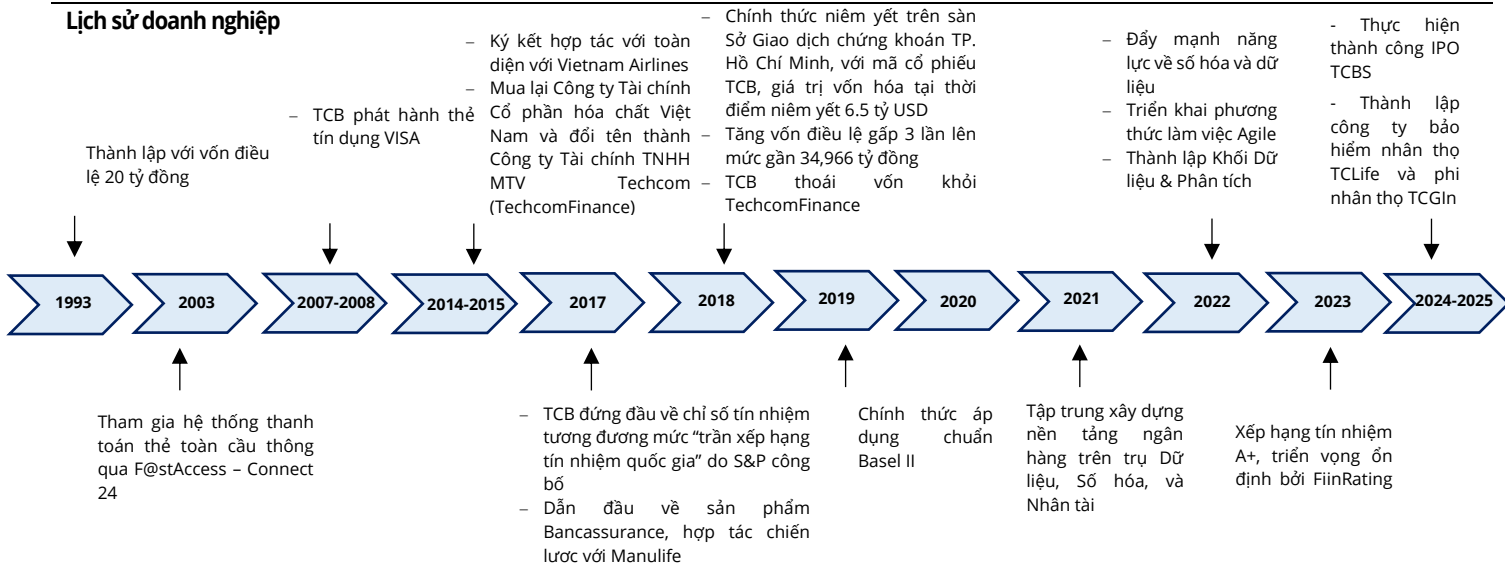 Lịch sử doanh nghiệp
Thành lập với vốn điều
lệ 20 tỷ đồng
– TCB phát hành thẻ
tín dụng VISA
– Ký kết hợp tác với toàn
diện với Vietnam Airlines
– Mua lại Công ty Tài chính
Cổ phần hóa chất Việt
Nam và đổi tên thành
Công ty Tài chính TNHH
MTV Techcom
(TechcomFinance)
– Chính thức niêm yết trên sàn
Sở Giao dịch chứng khoán TP.
Hồ Chí Minh, với mã cổ phiếu
TCB, giá trị vốn hóa tại thời
điểm niêm yết 6.5 tỷ USD
– Tăng vốn điều lệ gấp 3 lần lên
mức gần 34,966 tỷ đồng
– TCB thoái vốn khỏi
TechcomFinance
– Đẩy mạnh năng
lực về số hóa và dữ
liệu
– Triển khai phương
thức làm việc Agile
– Thành lập Khối Dữ
liệu & Phân tích
- Thực hiện
thành công IPO
TCBS
- Thành lập
công ty bảo
hiểm nhân thọ
TCLife và phi
nhân thọ TCGIn
1993
2003
2007-2008
2014-2015
2017
2018
2019
2020
2021
2022
2023
2024-2025
Tham gia hệ thống thanh
toán thẻ toàn cầu thông
qua F@stAccess – Connect
24
– TCB đứng đầu về chỉ số tín nhiệm
tương đương mức “trần xếp hạng
tín nhiệm quốc gia” do S&P công
bố
– Dẫn đầu về sản phẩm
Bancassurance, hợp tác chiến
lược với Manulife
Chính thức áp
dụng chuẩn
Basel II
Tập trung xây dựng
nền tảng ngân
hàng trên trụ Dữ
liệu, Số hóa, và
Nhân tài
Xếp hạng tín nhiệm
A+, triển vọng ổn
định bởi FiinRating